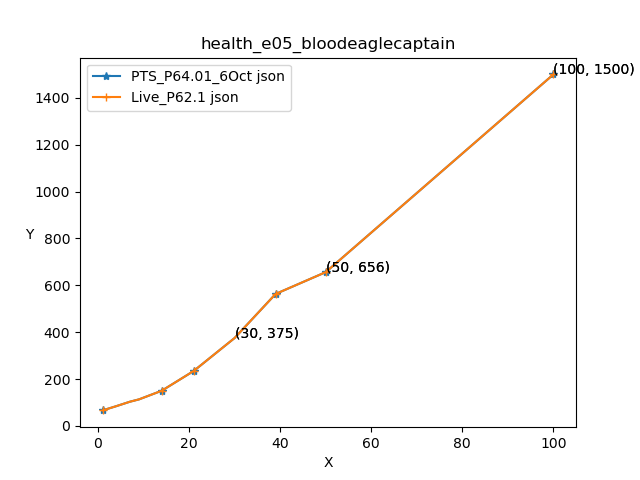 health_e05_bloodeaglecaptain
PTS_P64.01_6Oct json
Live_P62.1 json
(100, 1500)
(50, 656)
(30, 375)
Y
1400
1200
1000
800
600
400
200
0
0 20 40 60 80 100
X